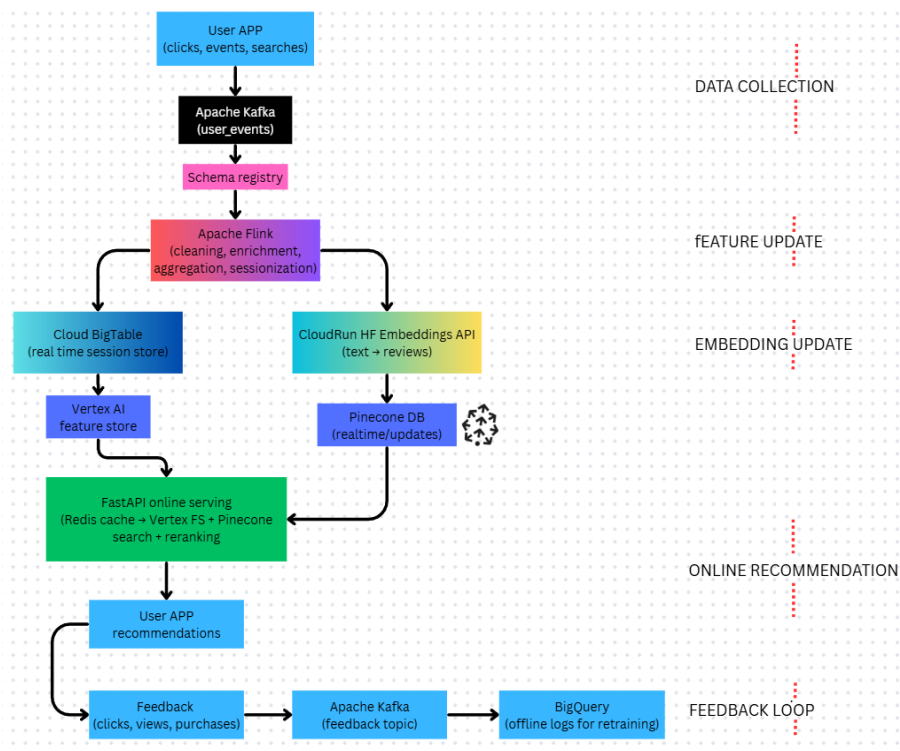 User APP
(clicks, events, searches)
DATA COLLECTION
Apache Kafka
(user_events)
Schema registry
Apache Flink
(cleaning, enrichment,
aggregation, sessionization)
fEATURE UPDATE
Cloud BigTable
(real time session store)
CloudRun HF Embeddings API
(text → reviews)
EMBEDDING UPDATE
Vertex AI
feature store
Pinecone DB
(realtime/updates)
FastAPI online serving
(Redis cache → Vertex FS + Pinecone
search + reranking
ONLINE RECOMMENDATION
User APP
recommendations
Feedback
(clicks, views, purchases)
Apache Kafka
(feedback topic)
BigQuery
(offline logs for retraining)
FEEDBACK LOOP